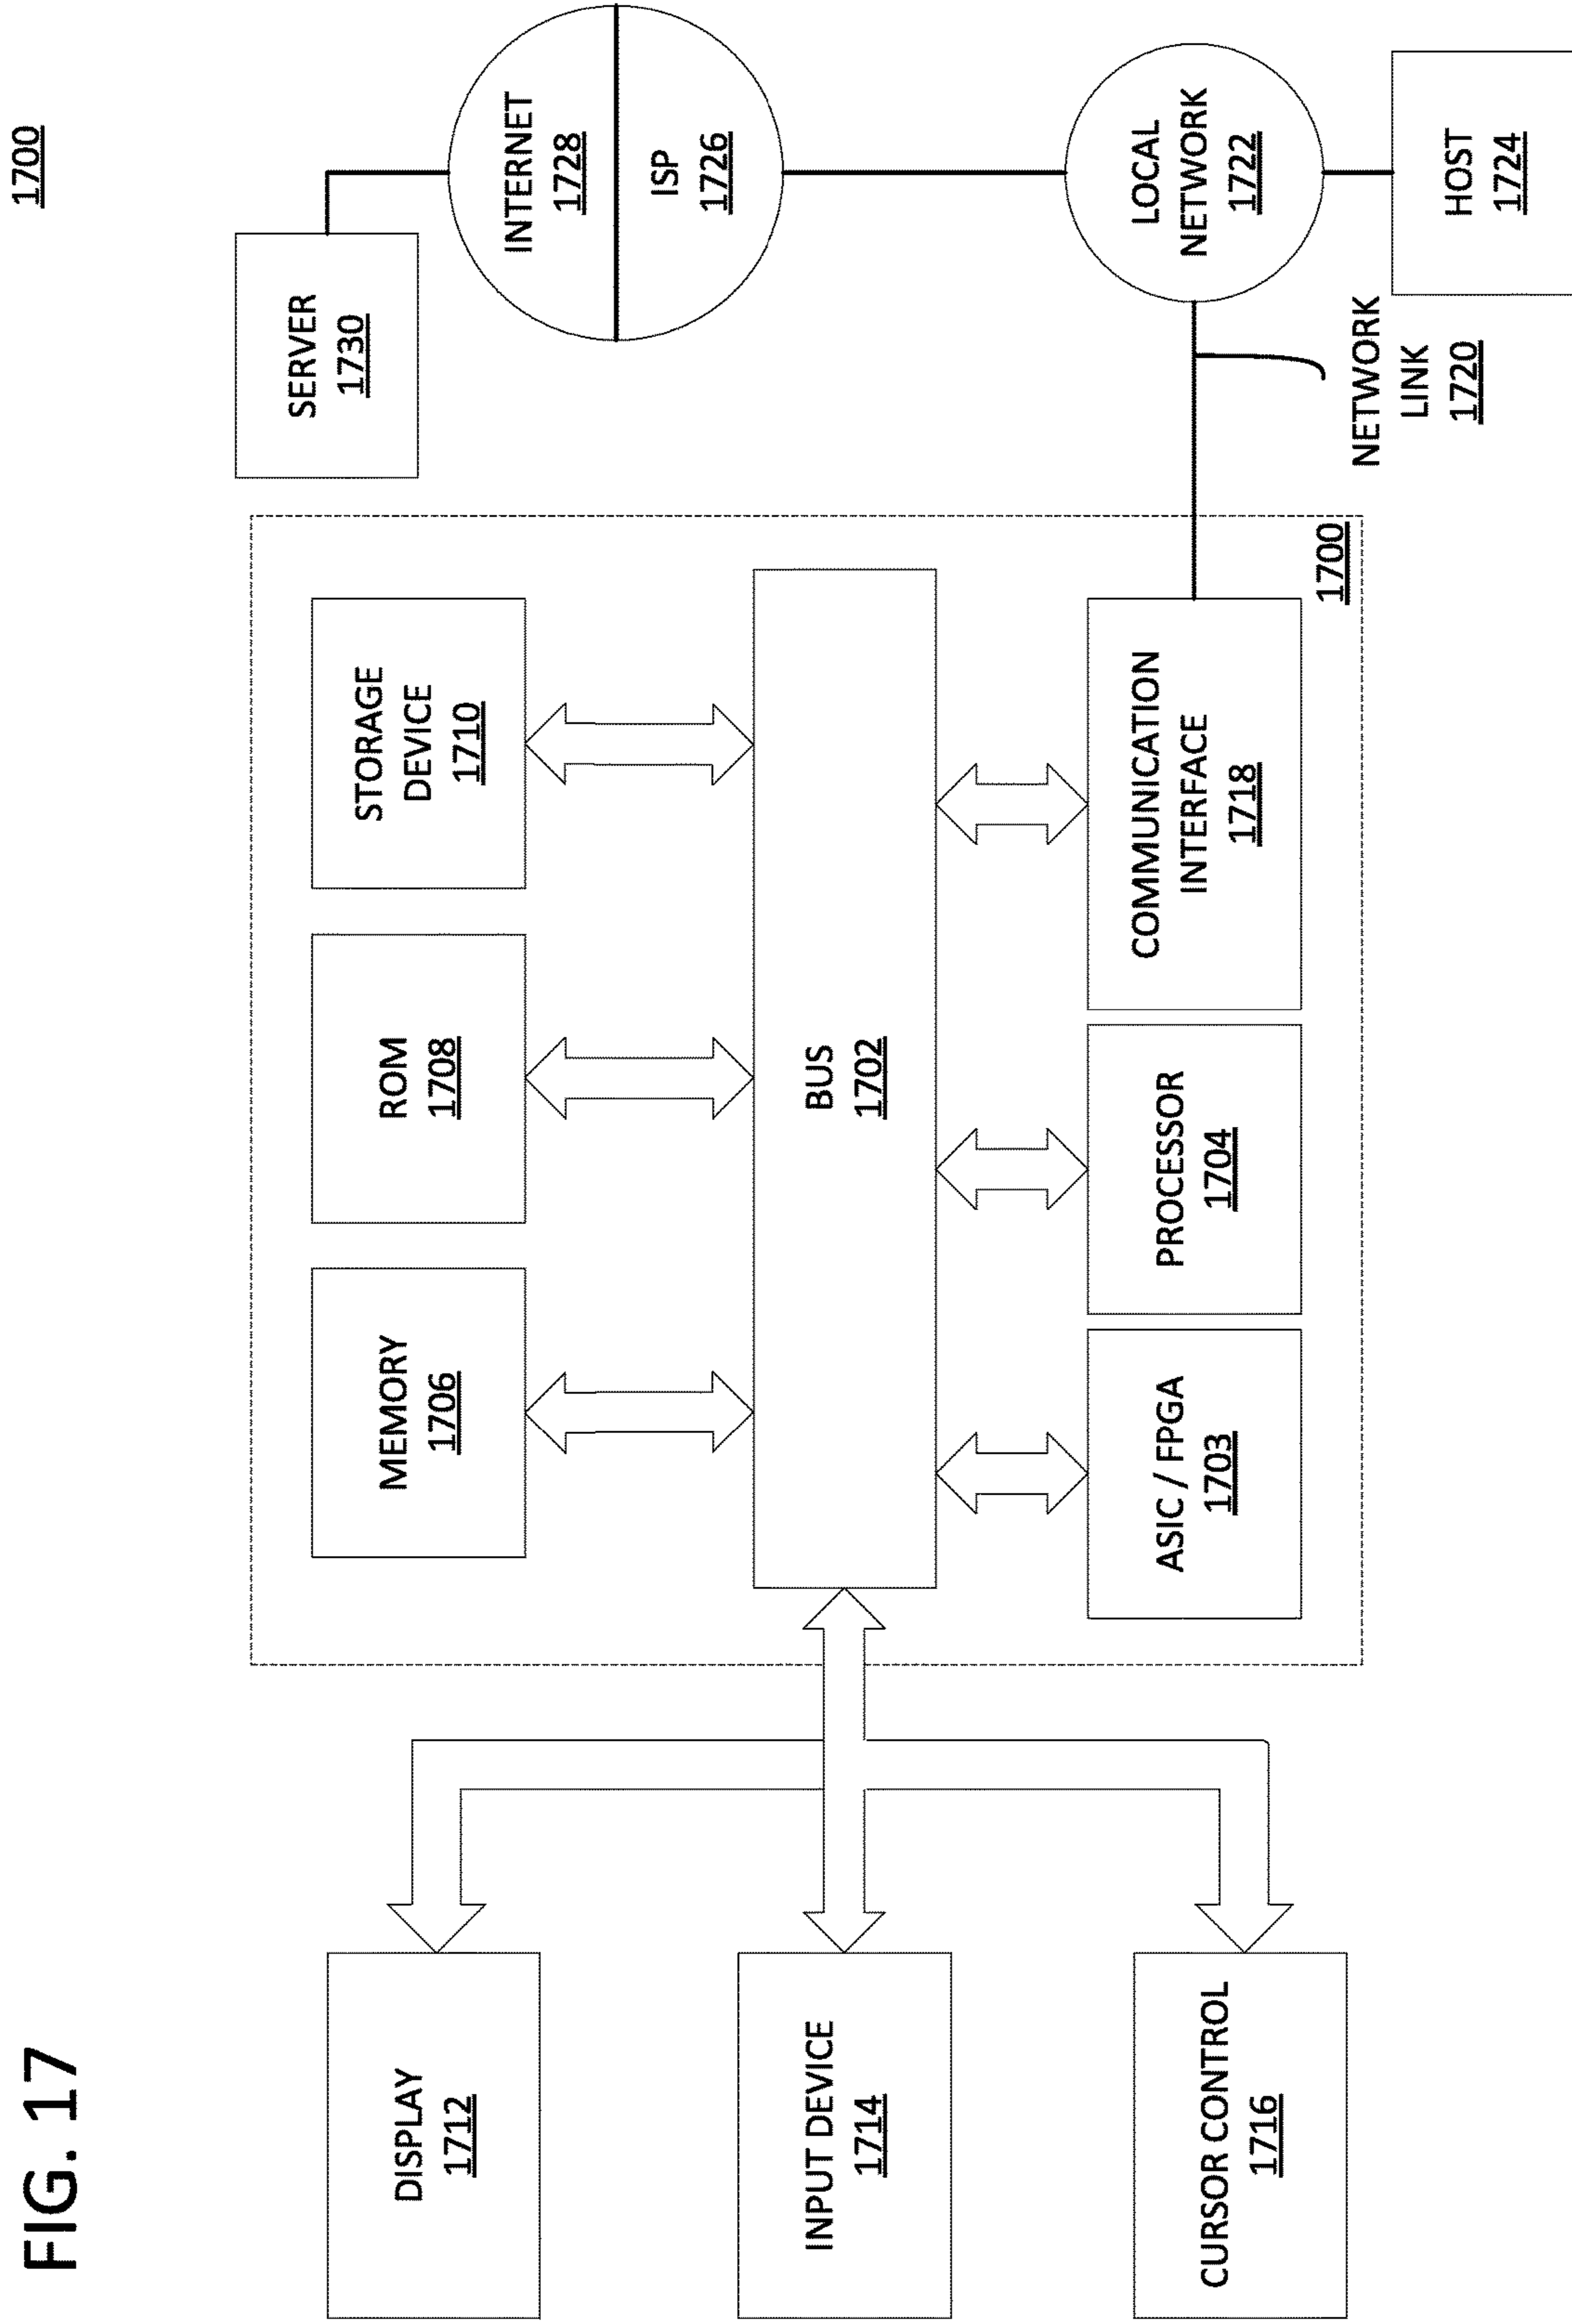 FIG. 17
1700
DISPLAY
1712
INPUT DEVICE
1714
CURSOR CONTROL
1716
MEMORY
1706
ROM
1708
STORAGE
DEVICE
1710
BUS
1702
ASIC / FPGA
1703
PROCESSOR
1704
COMMUNICATION
INTERFACE
1718
1700
SERVER
1730
INTERNET
1728
ISP
1726
LOCAL
NETWORK
1722
NETWORK
LINK
1720
HOST
1724